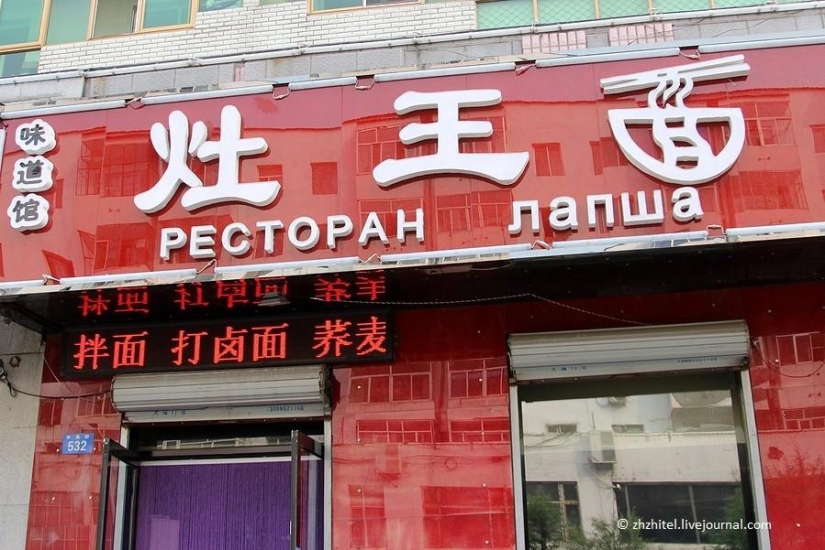 味道馆
灶王面
РЕСТОРАН лапша
拌面 打卤面 荞麦
532
© zhzhitel.livejournal.com